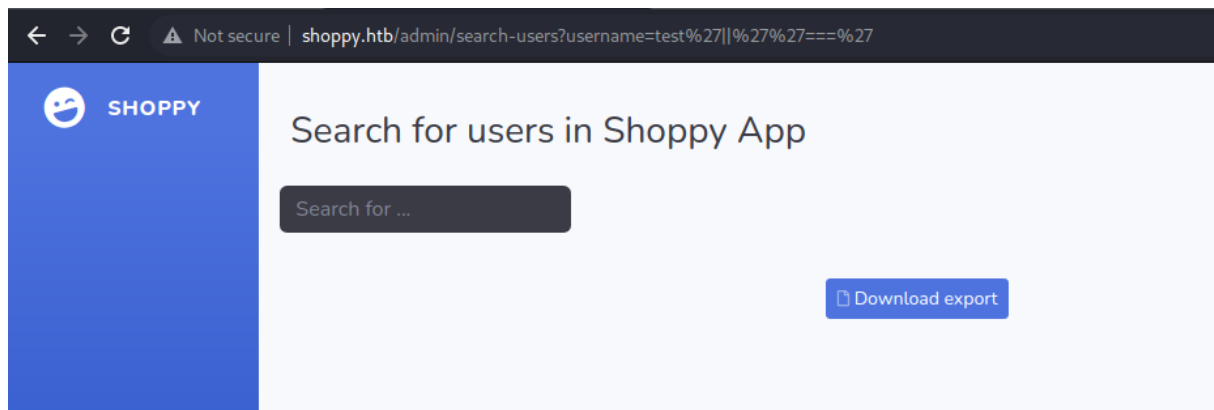 Not secure | shoppy.htb/admin/search-users?username=test%27||%27%27===%27
SHOPPY
Search for users in Shoppy App
Search for ...
Download export